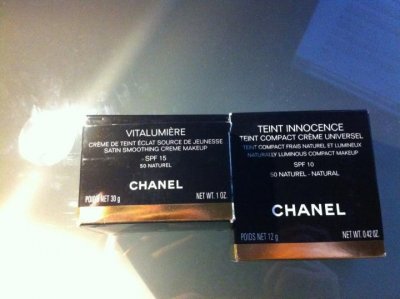 VITALUMIÈRE
CRÈME DE TEINT ÉCLAT SOURCE DE JEUNESSE
SATIN SMOOTHING CREME MAKEUP
- SPF 15
50 NATUREL
CHANEL
POIDS NET 30 g NET WT. 1 OZ.
TEINT INNOCENCE
TEINT COMPACT CRÈME UNIVERSEL
TEINT COMPACT FRAIS NATUREL ET LUMINEUX
NATURALLY LUMINOUS COMPACT MAKEUP
SPF 10
50 NATUREL - NATURAL
CHANEL
POIDS NET 12 g NET WT. 0.42 OZ.